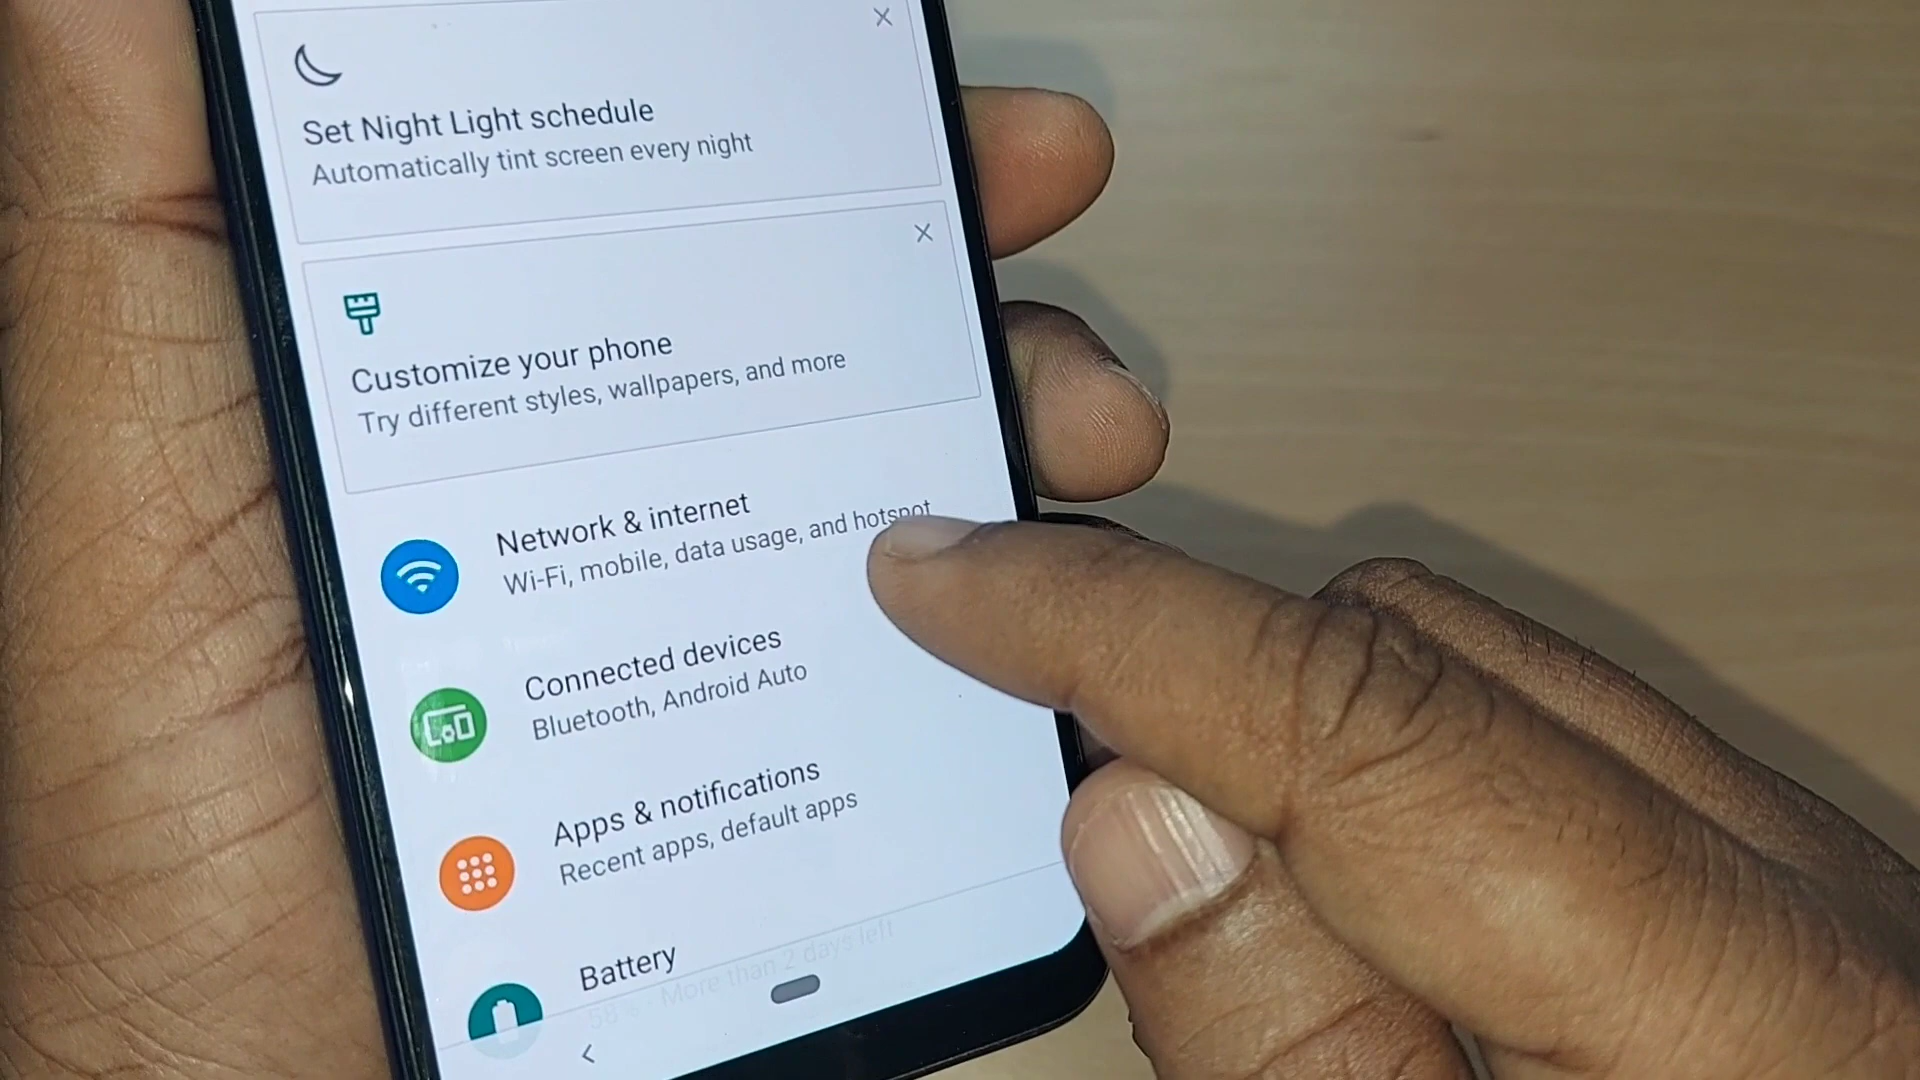 Set Night Light schedule
Automatically tint screen every night
Customize your phone
Try different styles, wallpapers, and more
Network & internet
Wi-Fi, mobile, data usage, and hotspot
Connected devices
Bluetooth, Android Auto
Apps & notifications
Recent apps, default apps
Battery
58% - More than 2 days left